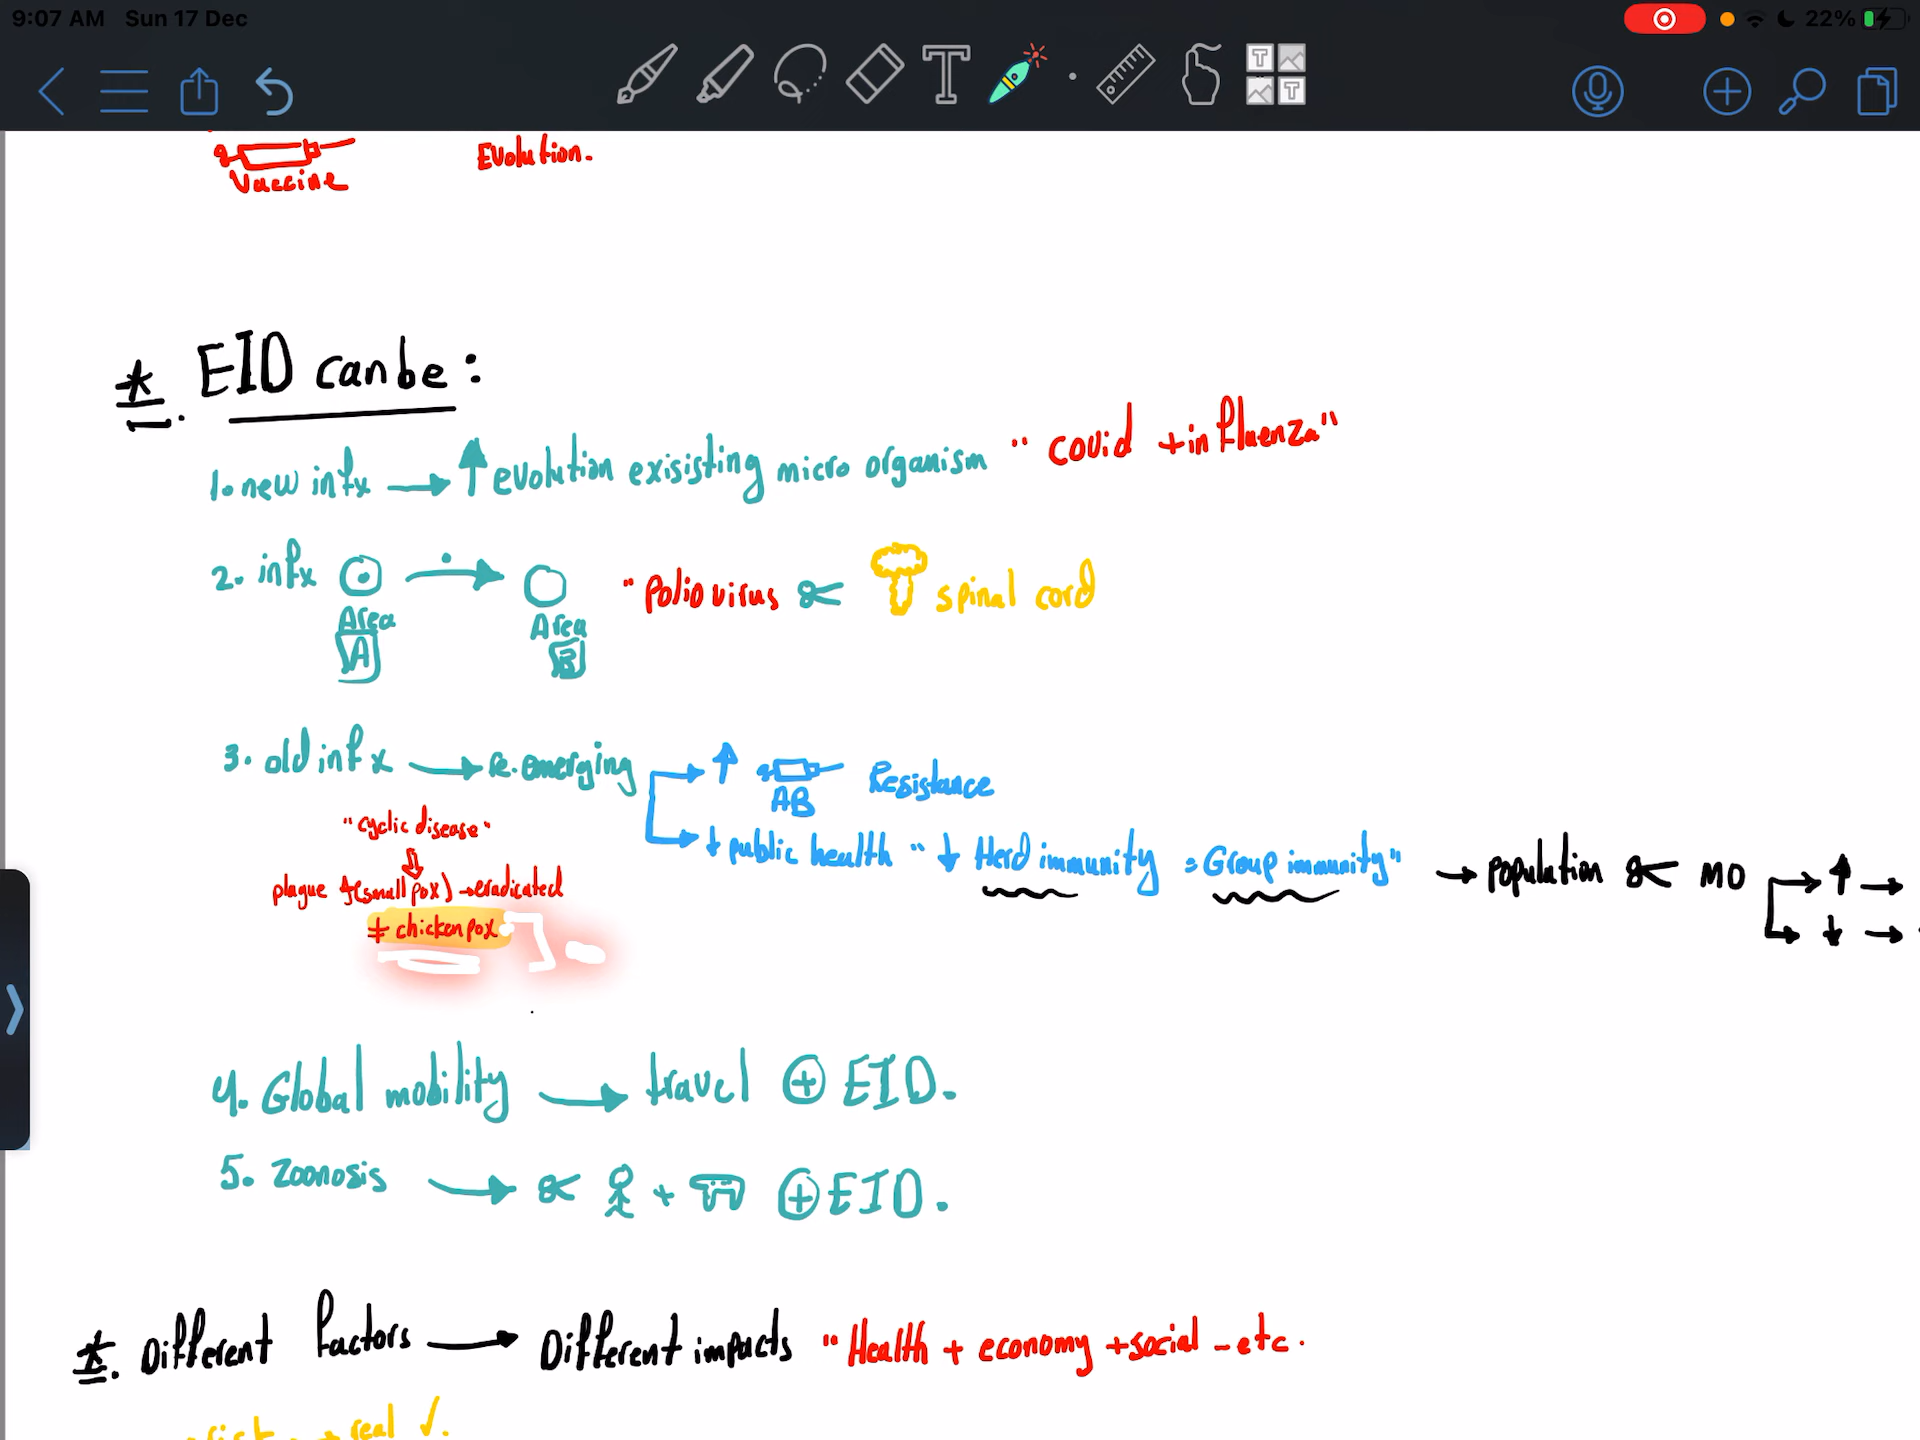 9:07 AM Sun 17 Dec
22%
Vaccine
Evolution.
* EID can be :
1. new infx → ↑ evolution exisisting micro organism " covid + influenza"
2. infx → "Polio virus spinal cord
Area A Area B
3. old infx → re.emerging → ↑ AB Resistance
→ ↓ public health " ↓ Herd immunity = Group immunity" → population MO → ↑ →
→ ↓ →
"cyclic disease"
plague + (small pox) → eradicated
+ chicken pox
4. Global mobility → travel ⊕ EID.
5. Zoonosis → + ⊕ EID.
*. Different factors → Different impacts "Health + economy + social - etc.
real ✓.